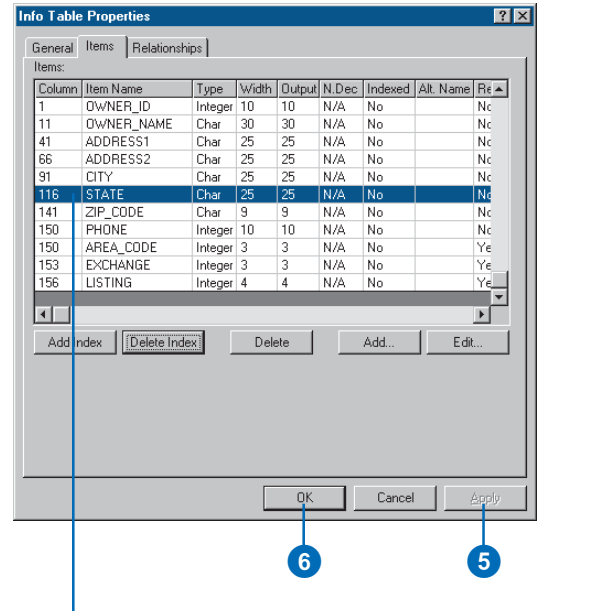 Info Table Properties
General Items Relationships
Items:
Column Item Name Type Width Output N.Dec Indexed Alt. Name Re
1 OWNER_ID Integer 10 10 N/A No No
11 OWNER_NAME Char 30 30 N/A No No
41 ADDRESS1 Char 25 25 N/A No No
66 ADDRESS2 Char 25 25 N/A No No
91 CITY Char 25 25 N/A No No
116 STATE Char 25 25 N/A No No
141 ZIP_CODE Char 9 9 N/A No No
150 PHONE Integer 10 10 N/A No No
150 AREA_CODE Integer 3 3 N/A No Ye
153 EXCHANGE Integer 3 3 N/A No Ye
156 LISTING Integer 4 4 N/A No Ye
Add Index Delete Index Delete Add... Edit...
OK Cancel Apply
6 5